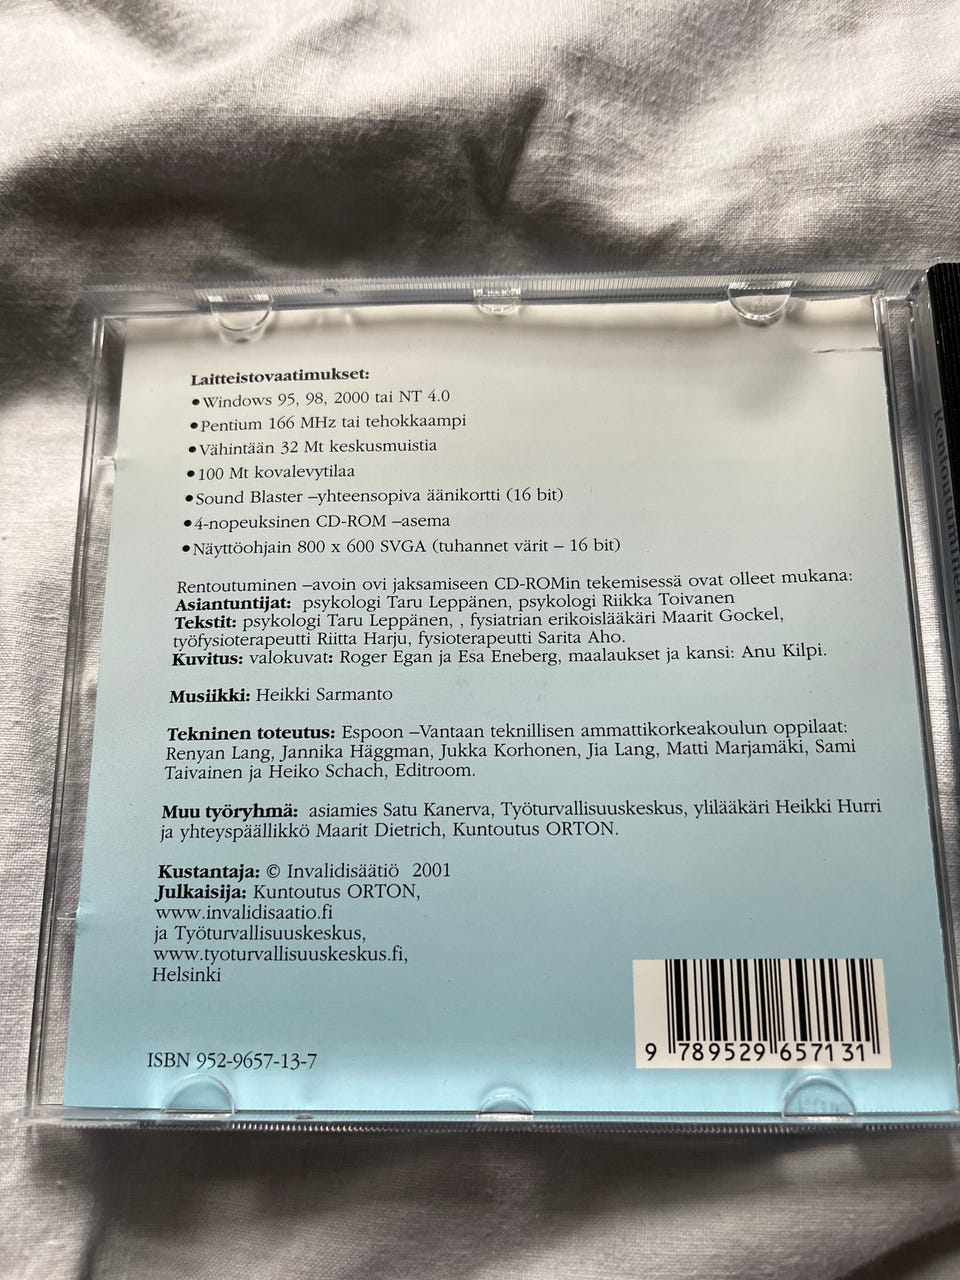 Laitteistovaatimukset:
•Windows 95, 98, 2000 tai NT 4.0
•Pentium 166 MHz tai tehokkaampi
•Vähintään 32 Mt keskusmuistia
•100 Mt kovalevytilaa
•Sound Blaster –yhteensopiva äänikortti (16 bit)
•4-nopeuksinen CD-ROM –asema
•Näyttöohjain 800 x 600 SVGA (tuhannet värit – 16 bit)
Rentoutuminen –avoin ovi jaksamiseen CD-ROMin tekemisessä ovat olleet mukana:
Asiantuntijat: psykologi Taru Leppänen, psykologi Riikka Toivanen
Tekstit: psykologi Taru Leppänen, , fysiatrian erikoislääkäri Maarit Gockel,
työfysioterapeutti Riitta Harju, fysioterapeutti Sarita Aho.
Kuvitus: valokuvat: Roger Egan ja Esa Eneberg, maalaukset ja kansi: Anu Kilpi.
Musiikki: Heikki Sarmanto
Tekninen toteutus: Espoon –Vantaan teknillisen ammattikorkeakoulun oppilaat:
Renyan Lang, Jannika Häggman, Jukka Korhonen, Jia Lang, Matti Marjamäki, Sami
Taivainen ja Heiko Schach, Editroom.
Muu työryhmä: asiamies Satu Kanerva, Työturvallisuuskeskus, ylilääkäri Heikki Hurri
ja yhteyspäällikkö Maarit Dietrich, Kuntoutus ORTON.
Kustantaja: © Invalidisäätiö 2001
Julkaisija: Kuntoutus ORTON,
www.invalidisaatio.fi
ja Työturvallisuuskeskus,
www.tyoturvallisuuskeskus.fi,
Helsinki
ISBN 952-9657-13-7
9 789529 657131
Rentoutuminen